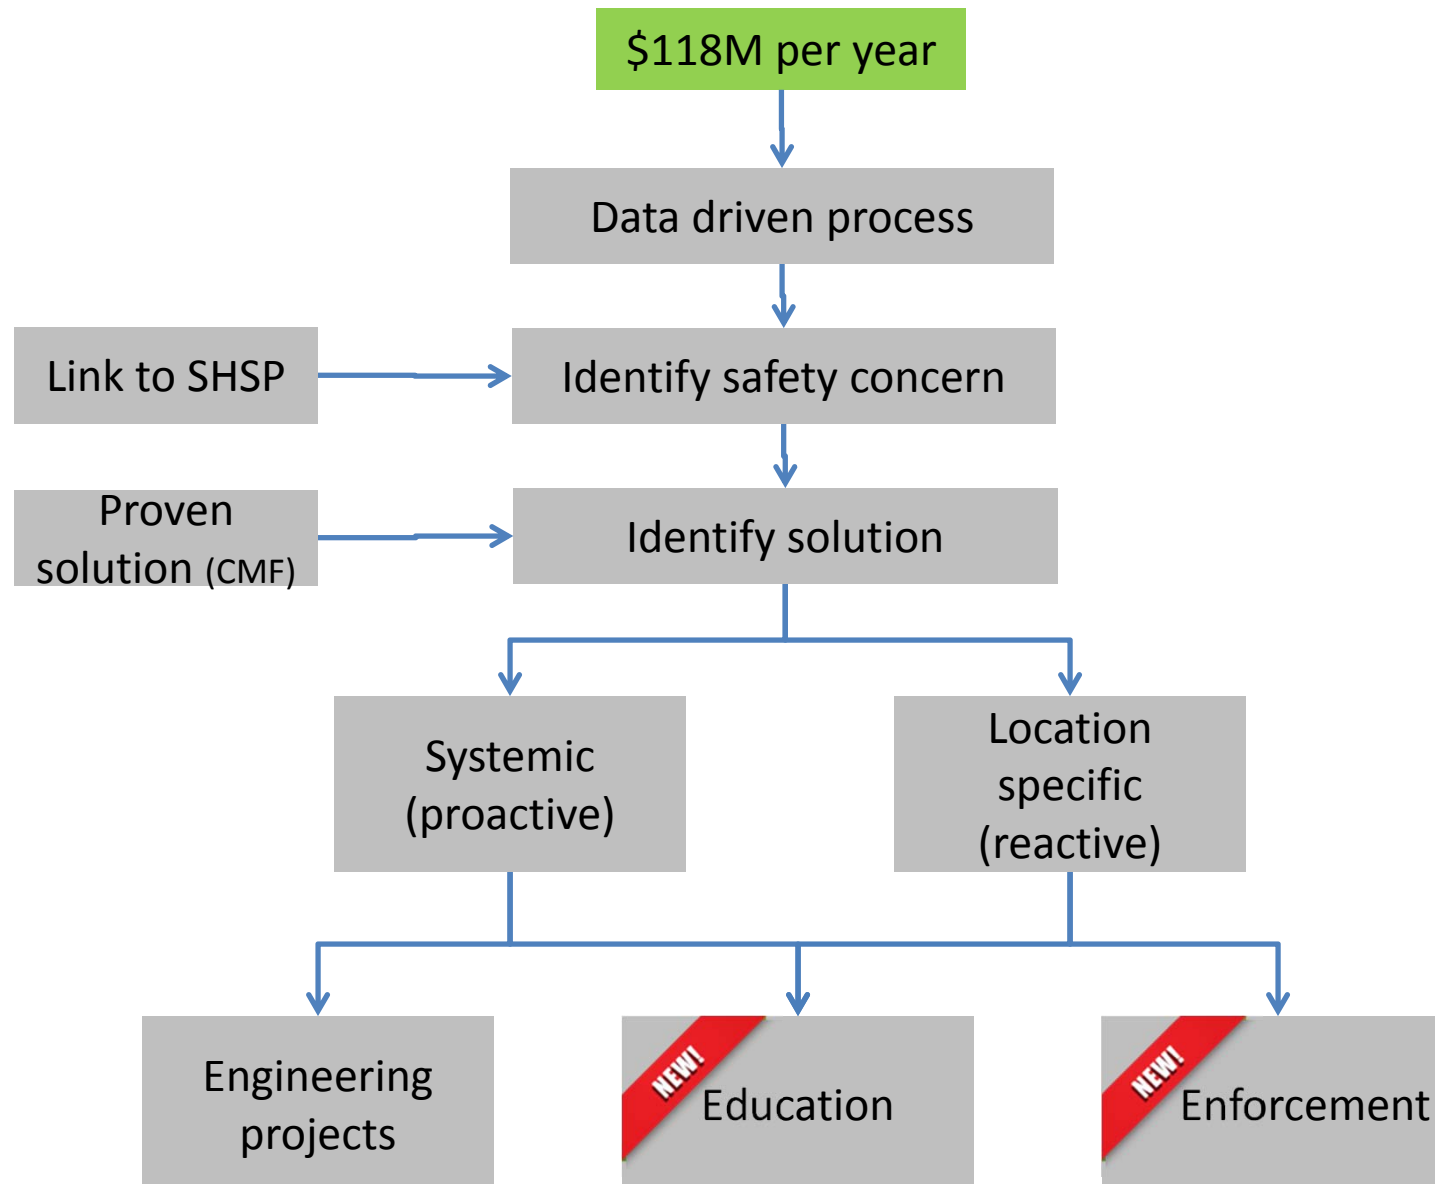 $118M per year
Data driven process
Link to SHSP
Identify safety concern
Proven
solution (CMF)
Identify solution
Systemic
(proactive)
Location
specific
(reactive)
Engineering
projects
NEW!
Education
NEW!
Enforcement